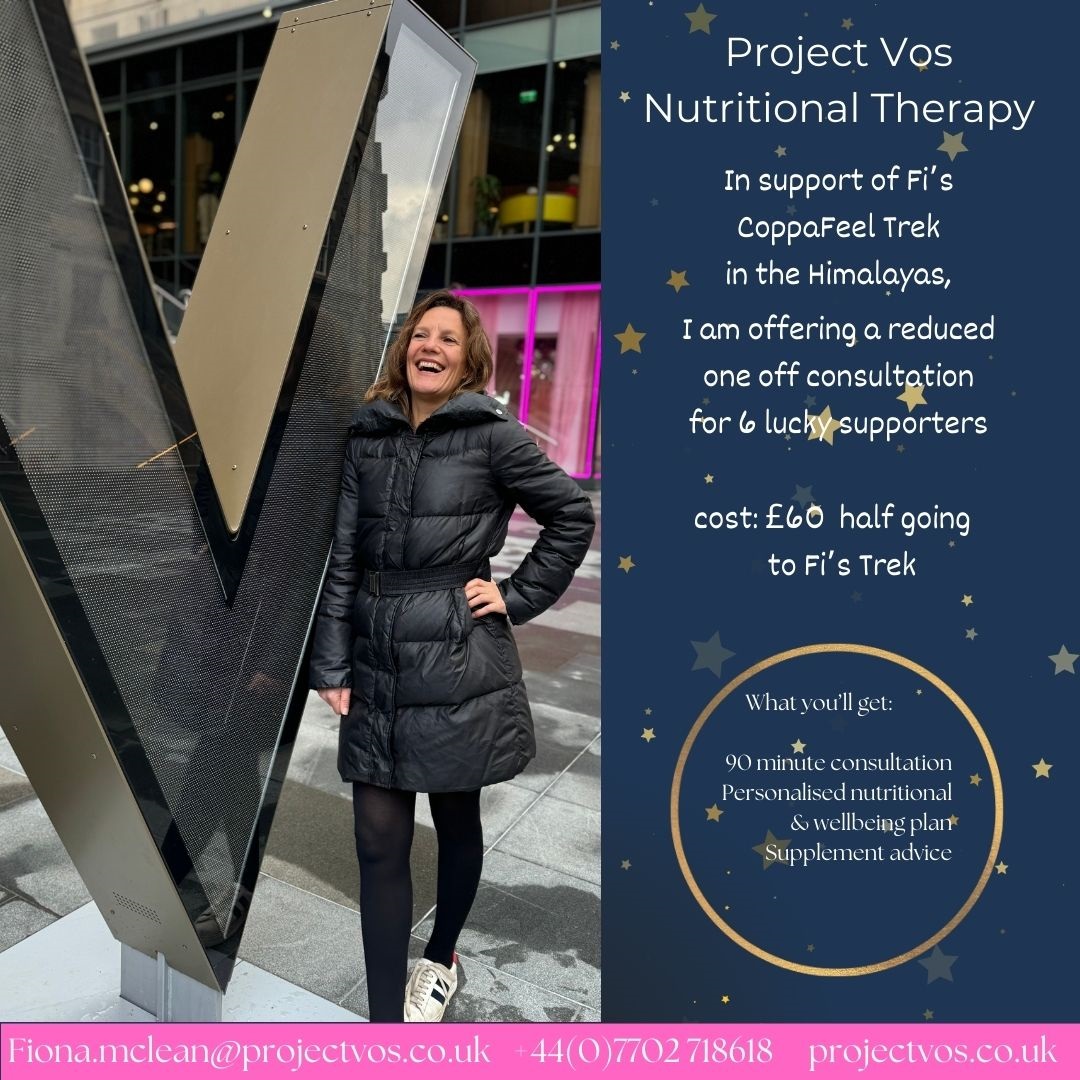 Project Vos
Nutritional Therapy
In support of Fi's
CoppaFeel Trek
in the Himalayas,
I am offering a reduced
one off consultation
for 6 lucky supporters
cost: £60 half going
to Fi's Trek
What you'll get:
90 minute consultation
Personalised nutritional
& wellbeing plan
Supplement advice
Fiona.mclean@projectvos.co.uk +44(0)7702 718618 projectvos.co.uk